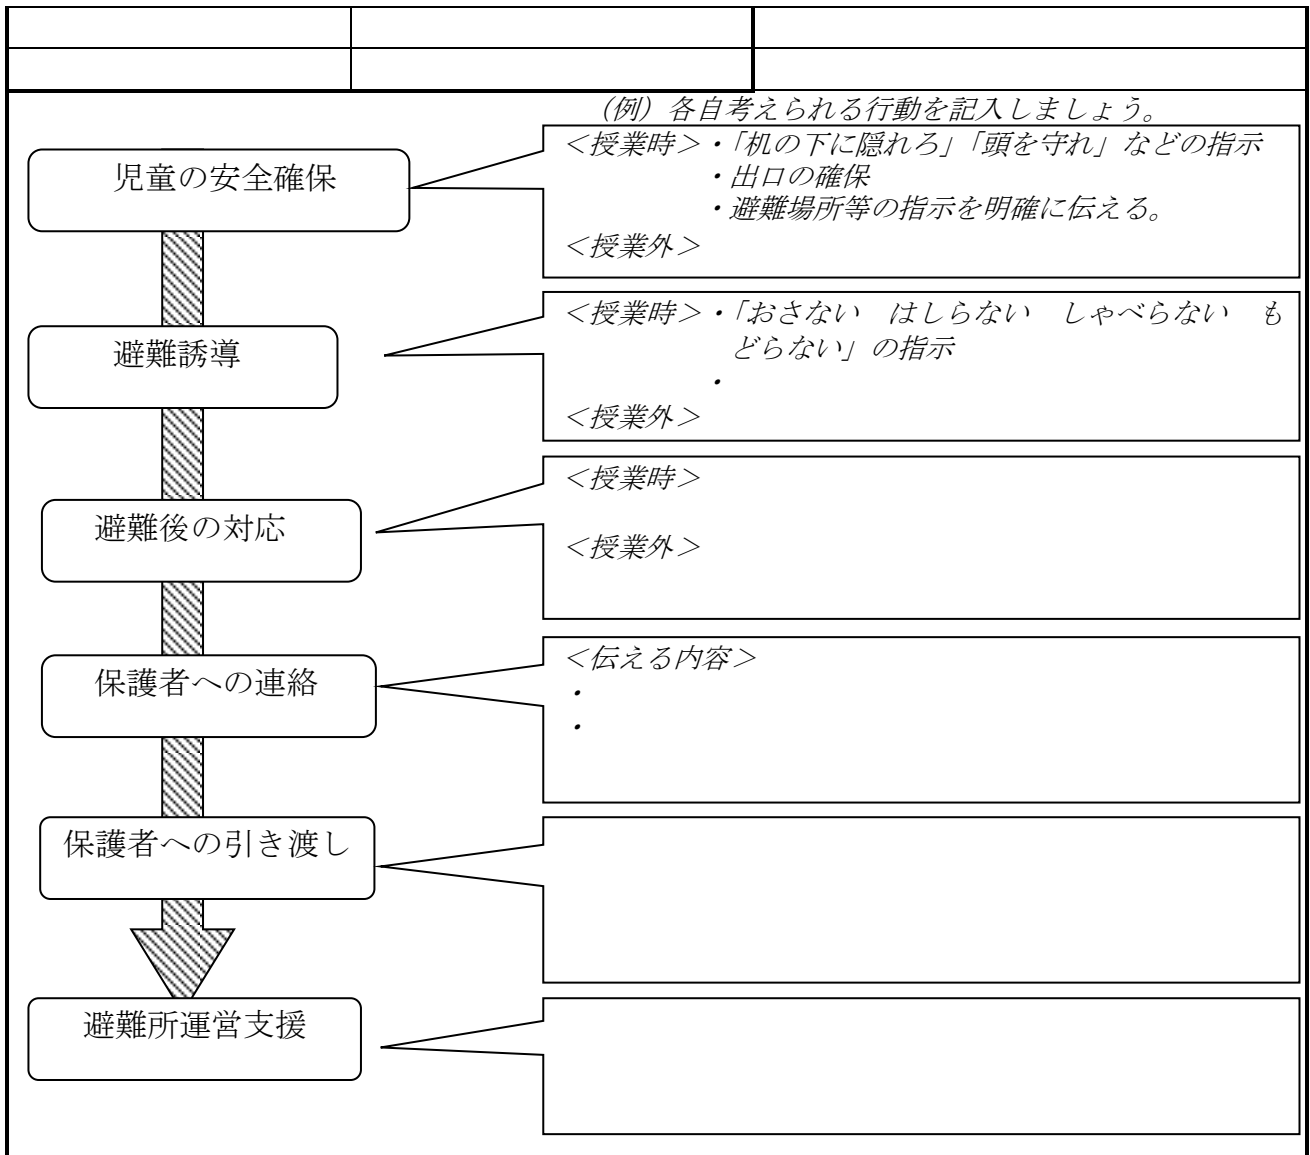 (例)各自考えられる行動を記入しましょう。
児童の安全確保
<授業時>・「机の下に隠れろ」「頭を守れ」などの指示
・出口の確保
・避難場所等の指示を明確に伝える。
<授業外>
避難誘導
<授業時>・「おさない　はしらない　しゃべらない　も
どらない」の指示
・
<授業外>
避難後の対応
<授業時>
<授業外>
保護者への連絡
<伝える内容>
・
・
保護者への引き渡し
避難所運営支援